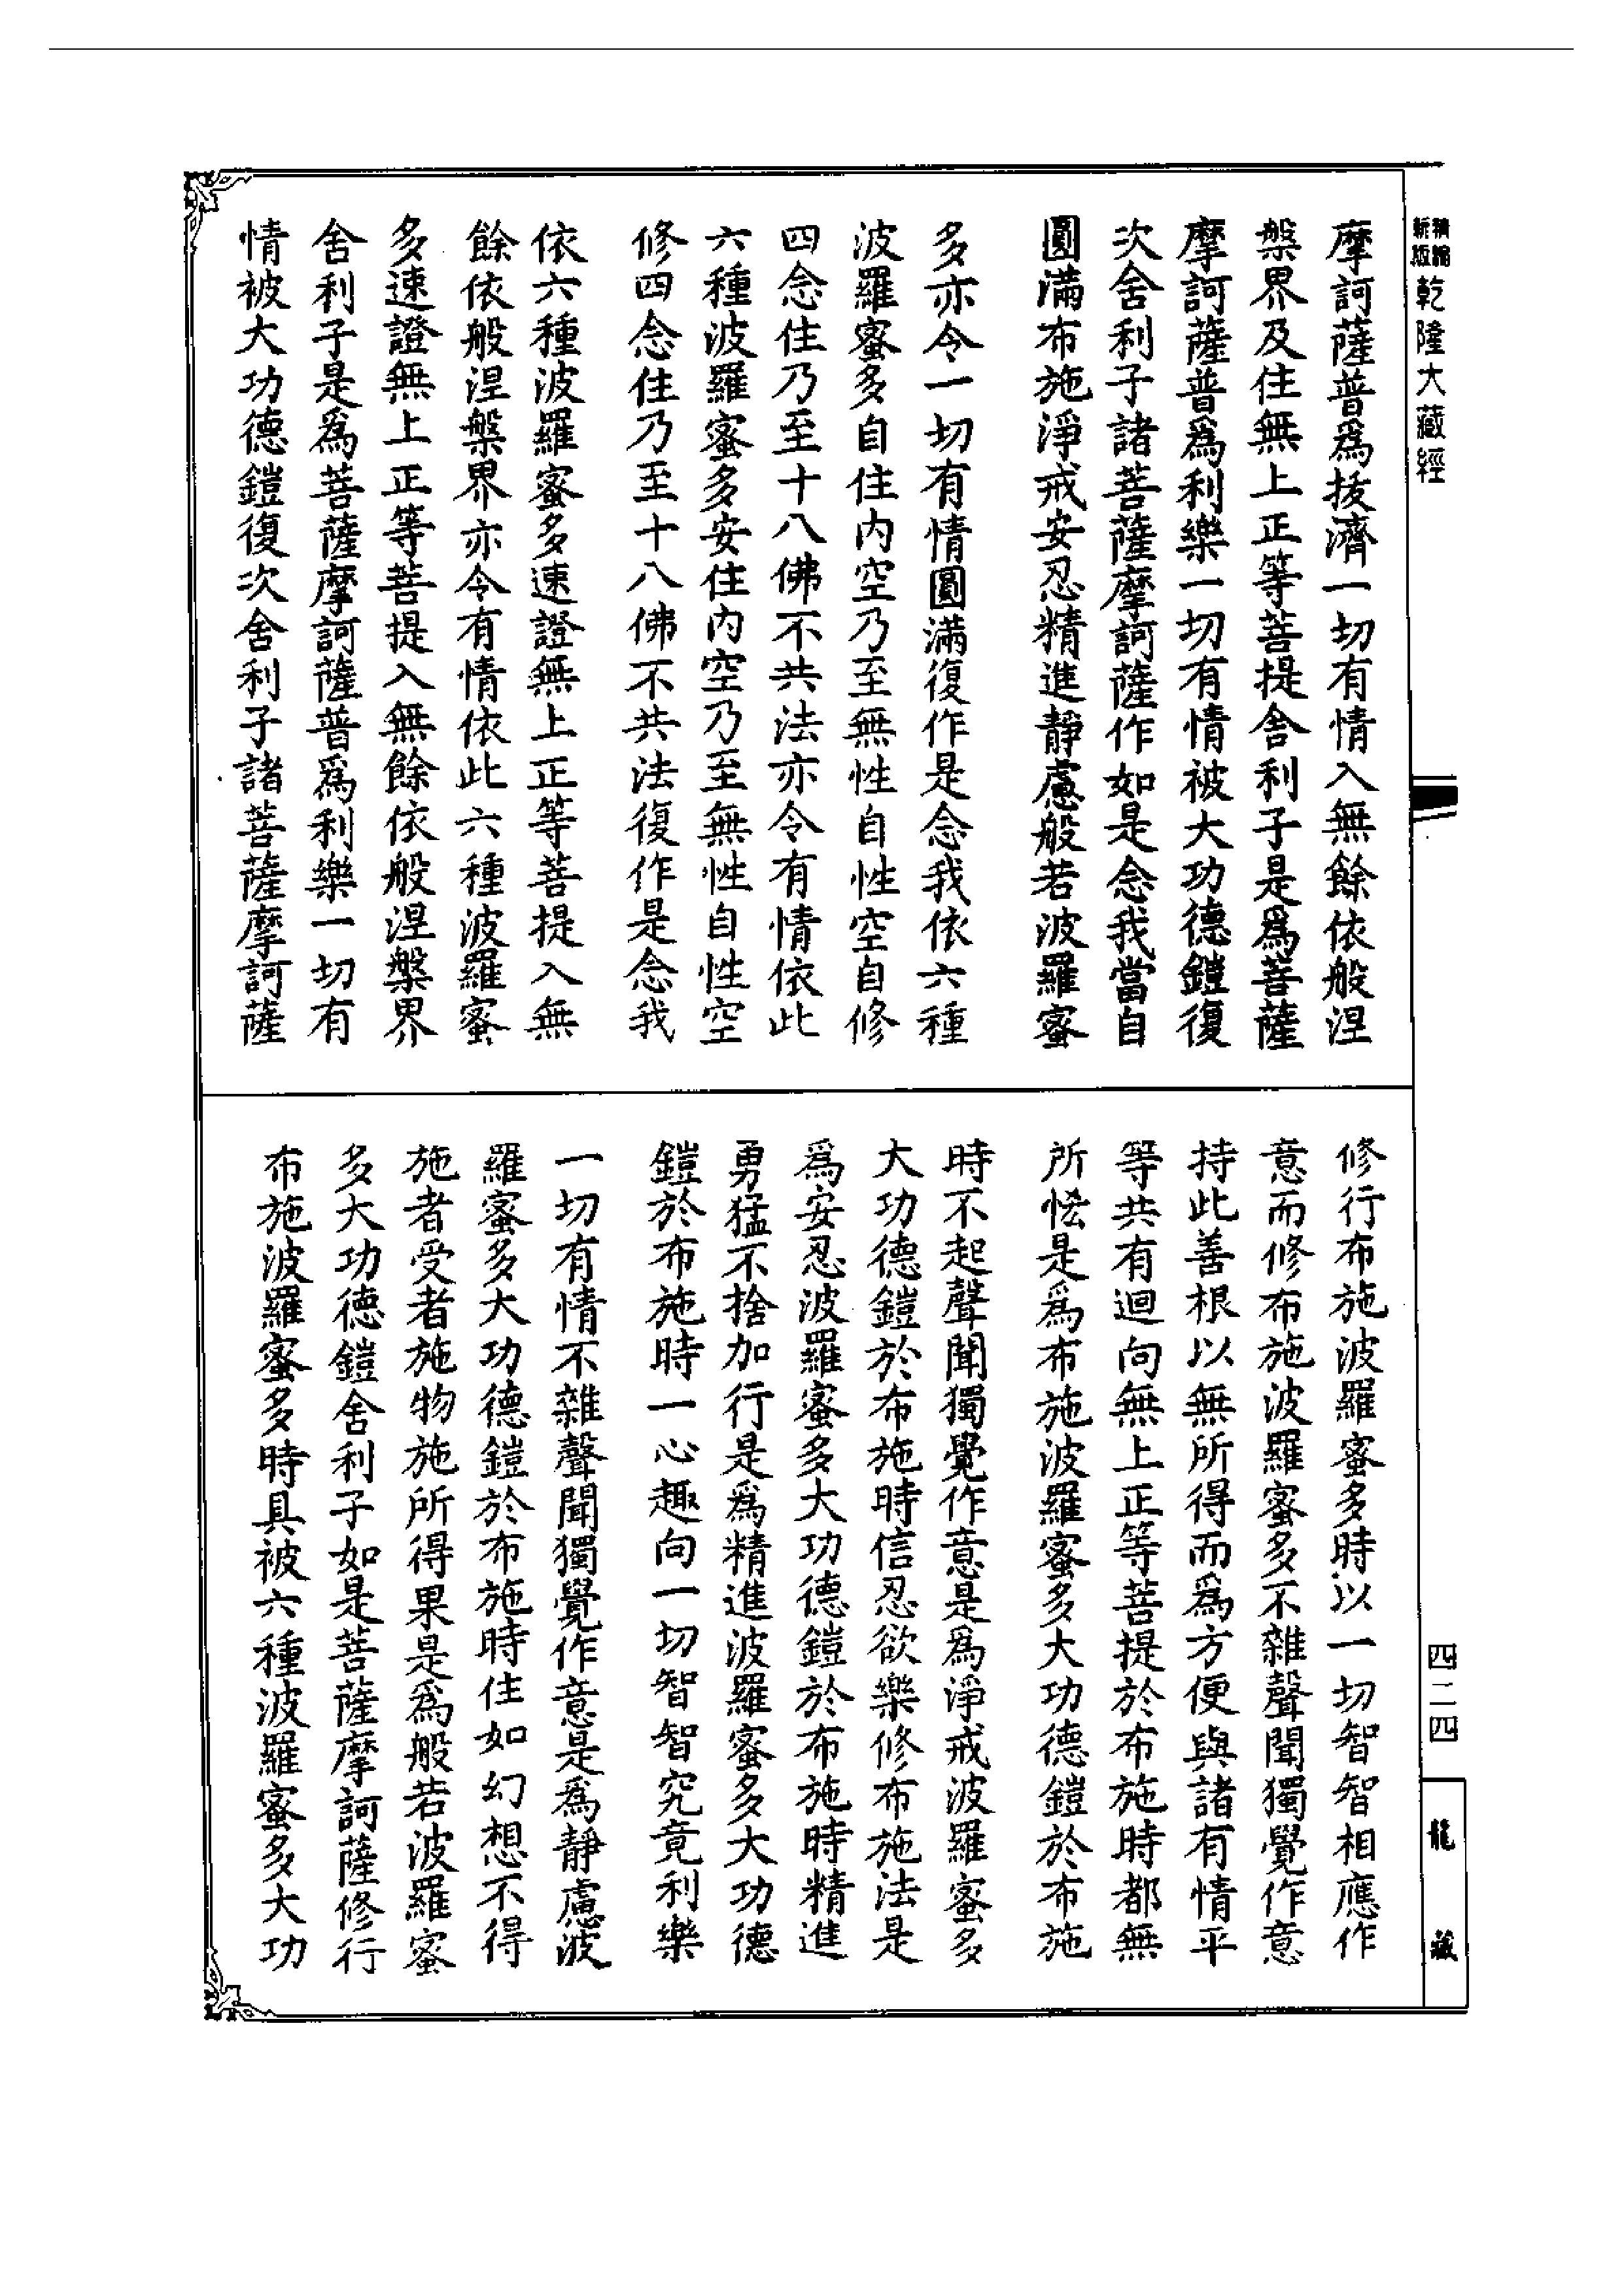 新版精縮乾隆大藏經
摩訶薩普爲拔濟一切有情入無餘依般涅
槃界及住無上正等菩提舍利子是爲菩薩
摩訶薩普爲利樂一切有情被大功德鎧復
次舍利子諸菩薩摩訶薩作如是念我當自
圓滿布施淨戒安忍精進靜慮般若波羅蜜
多亦令一切有情圓滿復作是念我依六種
波羅蜜多自住內空乃至無性自性空自修
四念住乃至十八佛不共法亦令有情依此
六種波羅蜜多安住內空乃至無性自性空
修四念住乃至十八佛不共法復作是念我
依六種波羅蜜多速證無上正等菩提入無
餘依般涅槃界亦令有情依此六種波羅蜜
多速證無上正等菩提入無餘依般涅槃界
舍利子是爲菩薩摩訶薩普爲利樂一切有
情被大功德鎧復次舍利子諸菩薩摩訶薩
修行布施波羅蜜多時以一切智智相應作
意而修布施波羅蜜多不雜聲聞獨覺作意
持此善根以無所得而爲方便與諸有情平
等共有迴向無上正等菩提於布施時都無
所悋是爲布施波羅蜜多大功德鎧於布施
時不起聲聞獨覺作意是爲淨戒波羅蜜多
大功德鎧於布施時信忍欲樂修布施法是
爲安忍波羅蜜多大功德鎧於布施時精進
勇猛不捨加行是爲精進波羅蜜多大功德
鎧於布施時一心趣向一切智智究竟利樂
一切有情不雜聲聞獨覺作意是爲靜慮波
羅蜜多大功德鎧於布施時住如幻想不得
施者受者施物施所得果是爲般若波羅蜜
多大功德鎧舍利子如是菩薩摩訶薩修行
布施波羅蜜多時具被六種波羅蜜多大功
四二四
龍藏